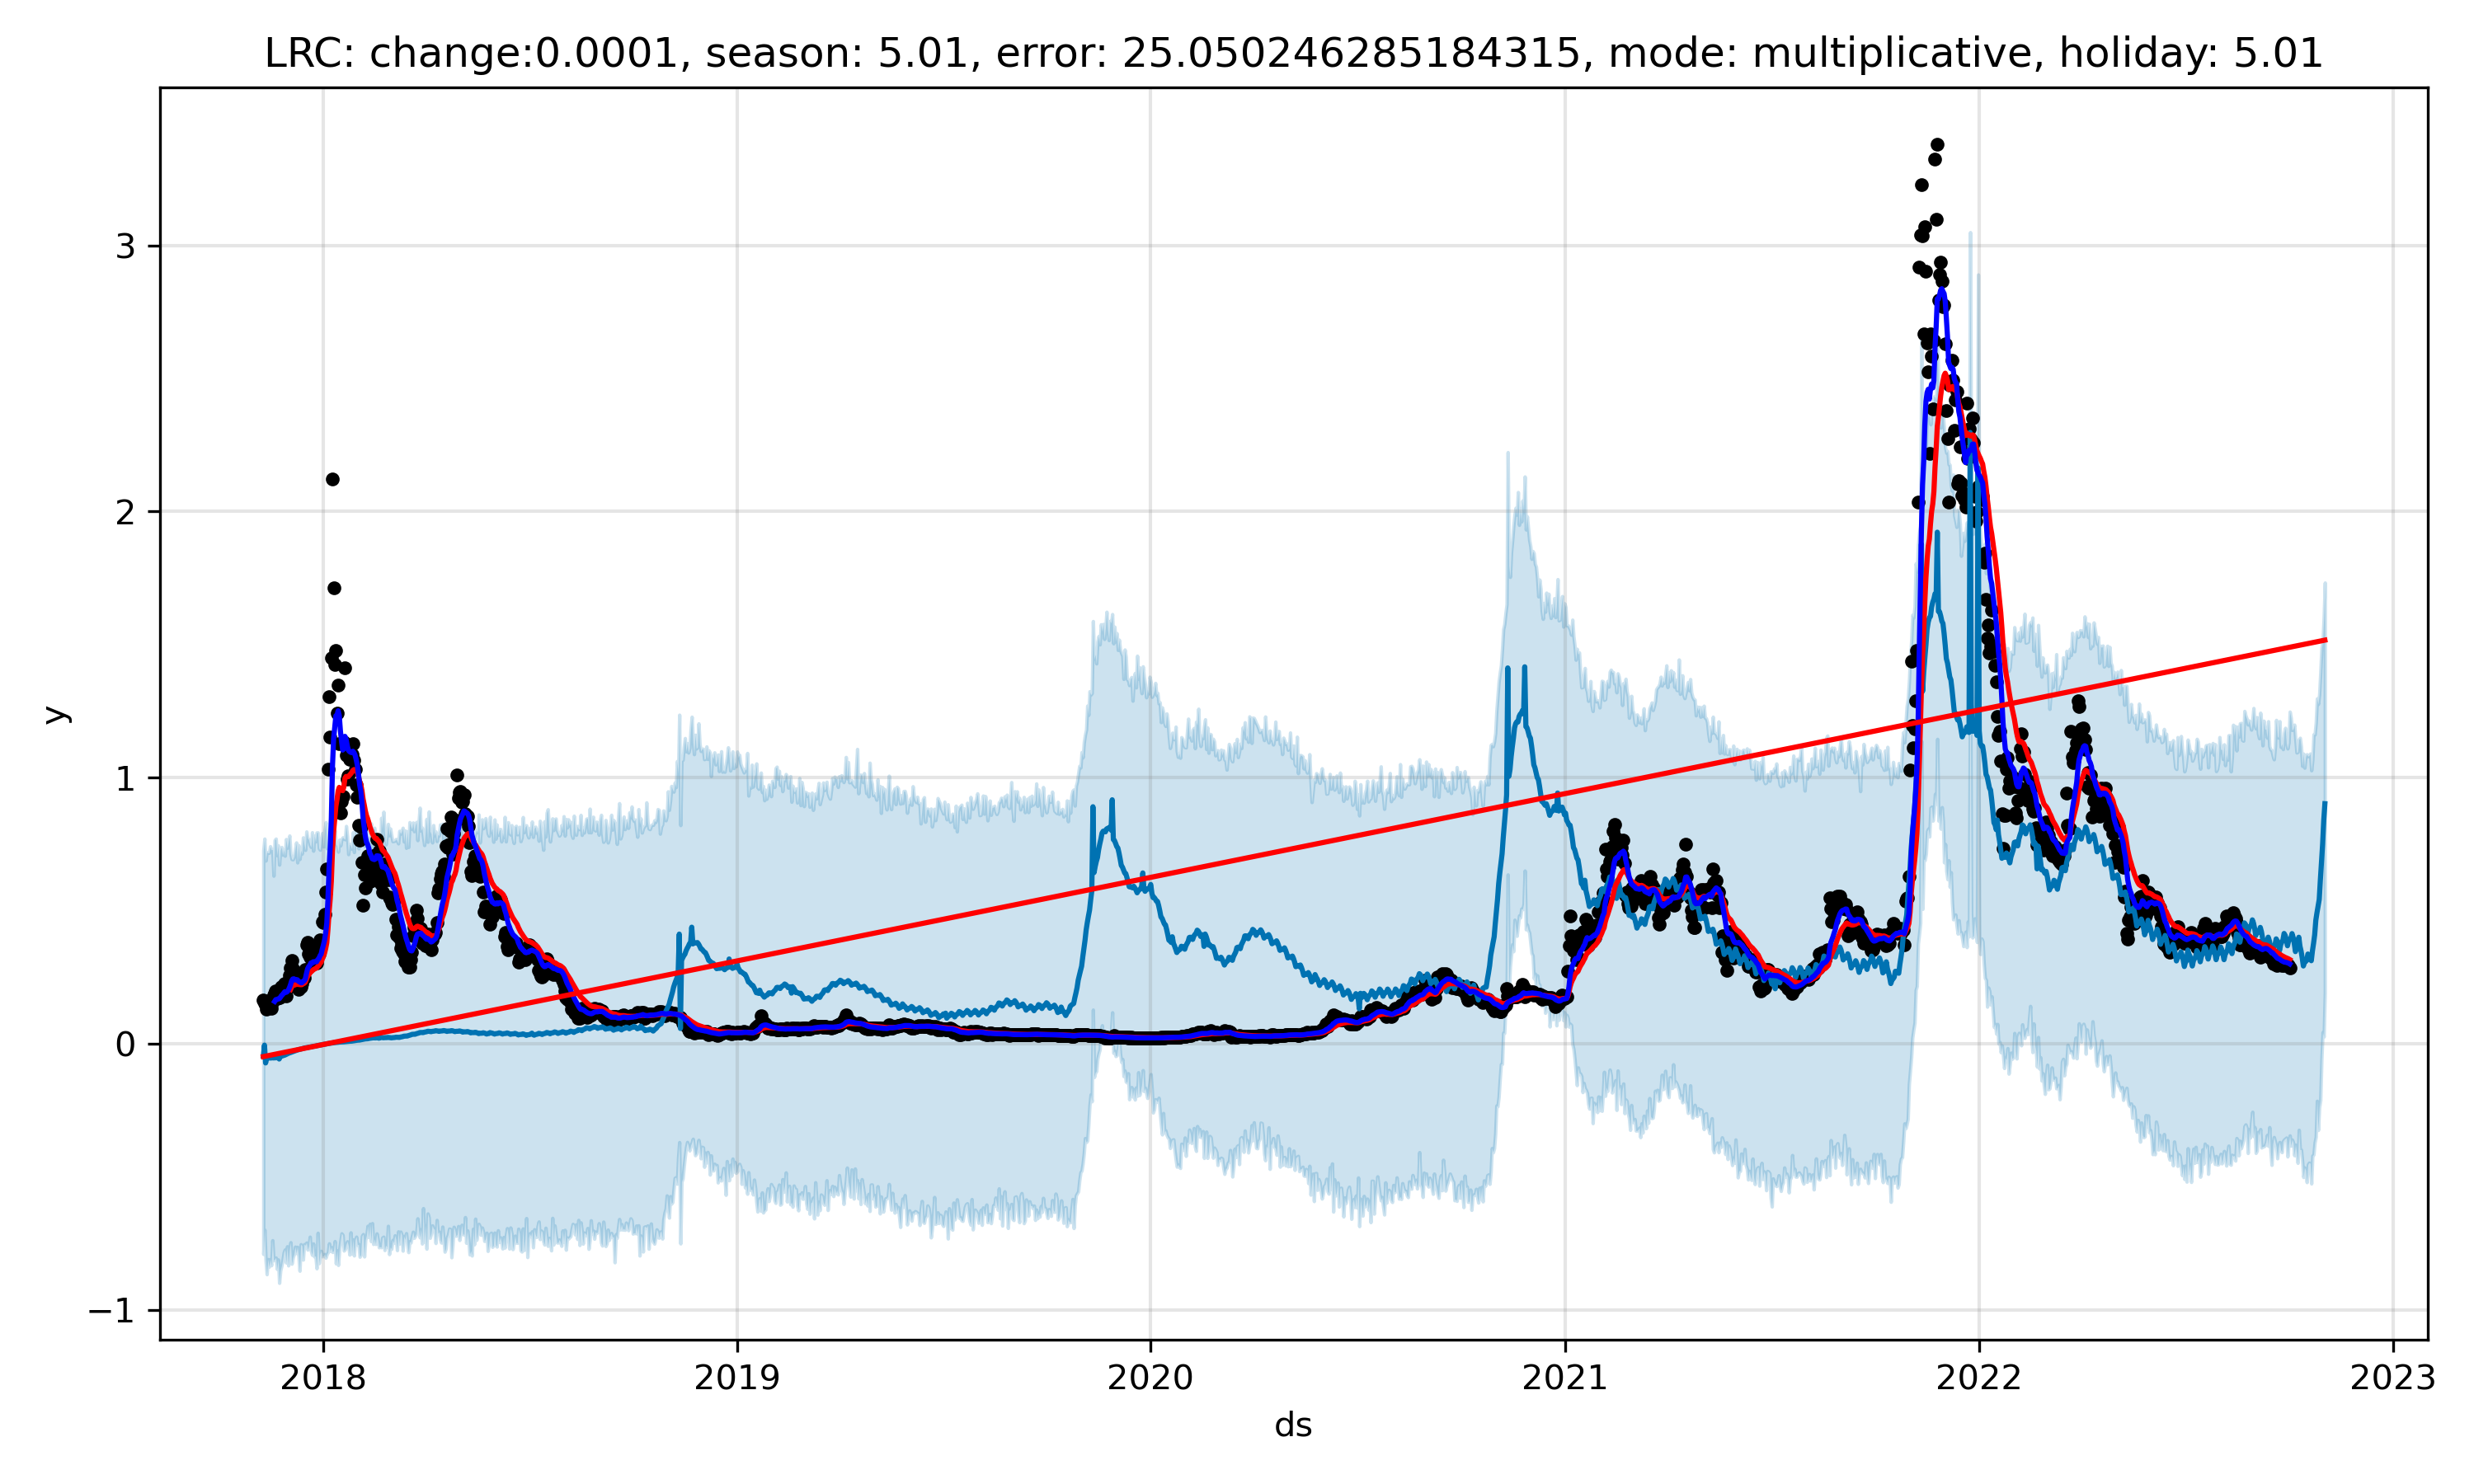 LRC: change:0.0001, season: 5.01, error: 25.050246285184315, mode: multiplicative, holiday: 5.01
3
2
1
0
−1
y
2018 2019 2020 2021 2022 2023
ds